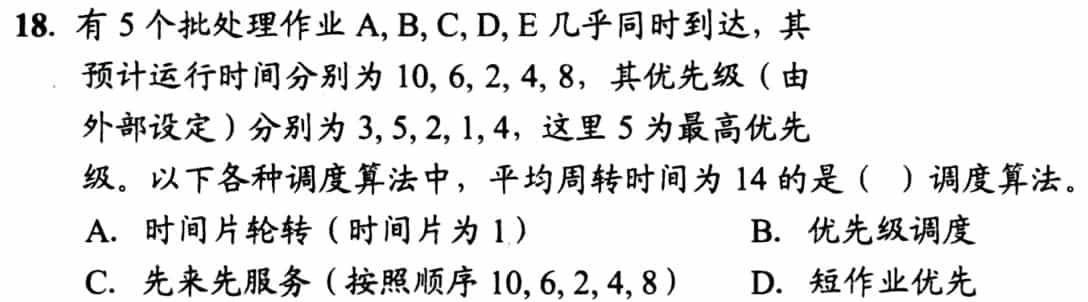 18. 有 5 个批处理作业 A, B, C, D, E 几乎同时到达，其
预计运行时间分别为 10, 6, 2, 4, 8，其优先级（由
外部设定）分别为 3, 5, 2, 1, 4，这里 5 为最高优先
级。以下各种调度算法中，平均周转时间为 14 的是（ ）调度算法。
A. 时间片轮转（时间片为 1） B. 优先级调度
C. 先来先服务（按照顺序 10, 6, 2, 4, 8） D. 短作业优先